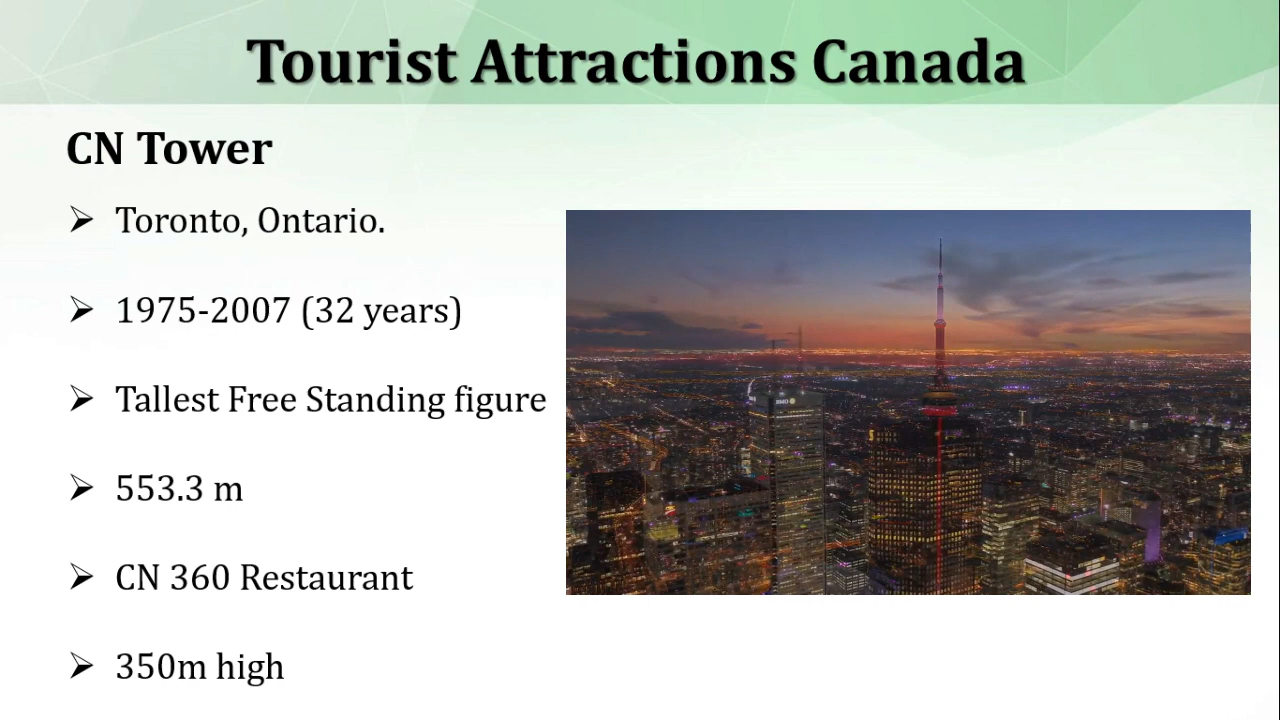 Tourist Attractions Canada
CN Tower
Toronto, Ontario.
1975-2007 (32 years)
Tallest Free Standing figure
553.3 m
CN 360 Restaurant
350m high